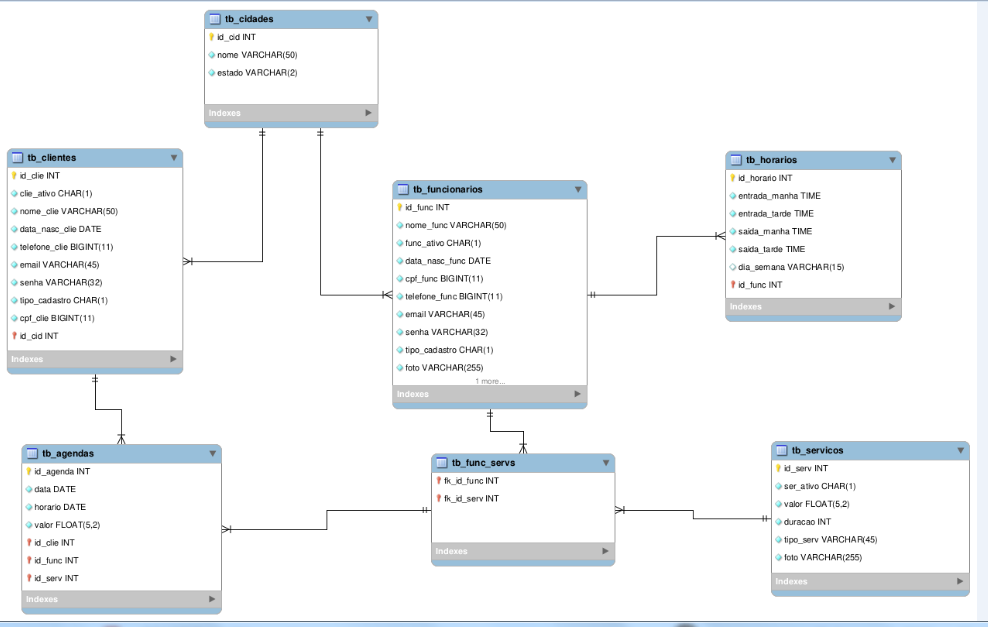 tb_cidades
id_cid INT
nome VARCHAR(50)
estado VARCHAR(2)
Indexes
tb_clientes
id_clie INT
clie_ativo CHAR(1)
nome_clie VARCHAR(50)
data_nasc_clie DATE
telefone_clie BIGINT(11)
email VARCHAR(45)
senha VARCHAR(32)
tipo_cadastro CHAR(1)
cpf_clie BIGINT(11)
id_cid INT
Indexes
tb_funcionarios
id_func INT
nome_func VARCHAR(50)
func_ativo CHAR(1)
data_nasc_func DATE
cpf_func BIGINT(11)
telefone_func BIGINT(11)
email VARCHAR(45)
senha VARCHAR(32)
tipo_cadastro CHAR(1)
foto VARCHAR(255)
1 more...
Indexes
tb_horarios
id_horario INT
entrada_manha TIME
entrada_tarde TIME
saida_manha TIME
saida_tarde TIME
dia_semana VARCHAR(15)
id_func INT
Indexes
tb_agendas
id_agenda INT
data DATE
horario DATE
valor FLOAT(5,2)
id_clie INT
id_func INT
id_serv INT
Indexes
tb_func_servs
fk_id_func INT
fk_id_serv INT
Indexes
tb_servicos
id_serv INT
ser_ativo CHAR(1)
valor FLOAT(5,2)
duracao INT
tipo_serv VARCHAR(45)
foto VARCHAR(255)
Indexes